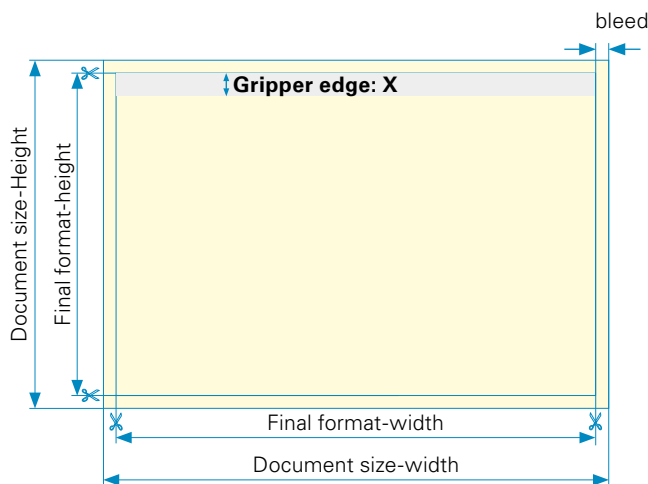 bleed
Gripper edge: X
Document size-Height
Final format-height
Final format-width
Document size-width